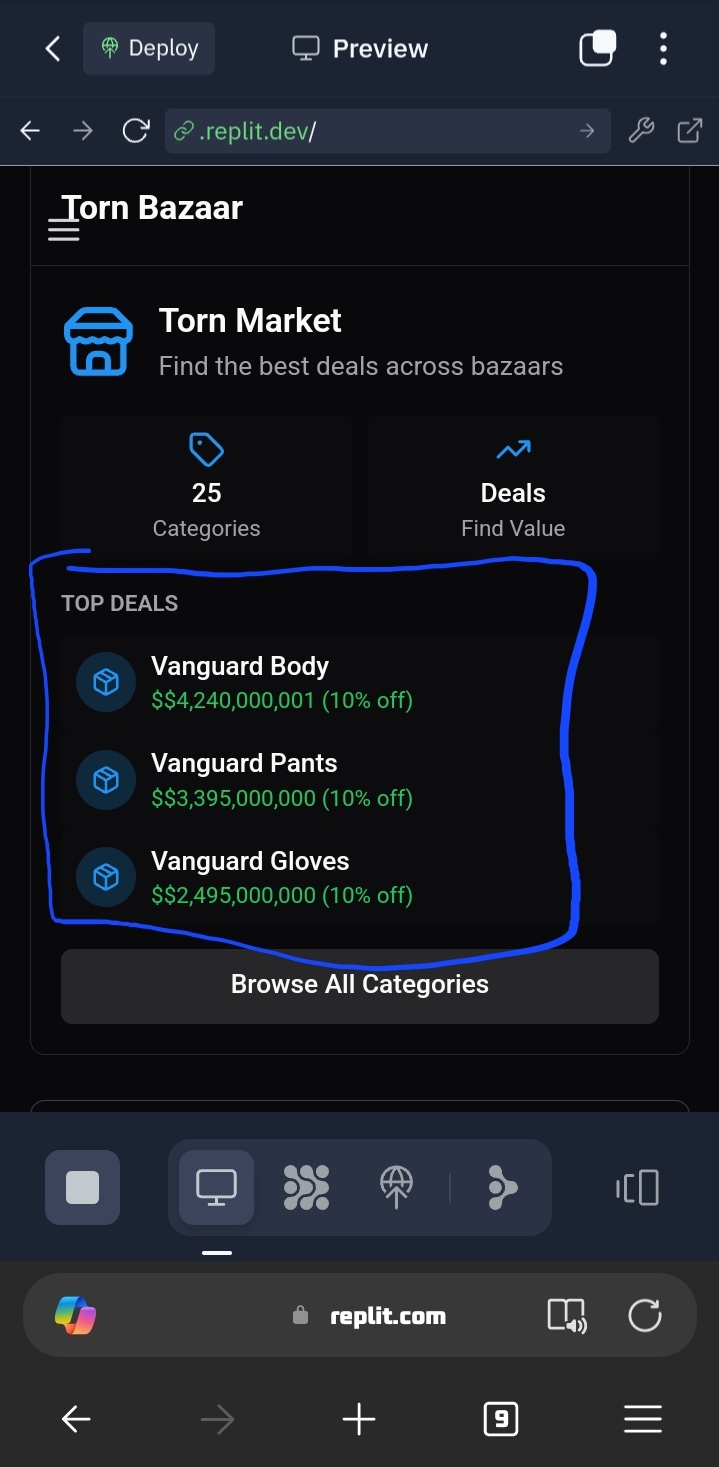 Deploy
Preview
.replit.dev/
Torn Bazaar
Torn Market
Find the best deals across bazaars
25
Categories
Deals
Find Value
TOP DEALS
Vanguard Body
$$4,240,000,001 (10% off)
Vanguard Pants
$$3,395,000,000 (10% off)
Vanguard Gloves
$$2,495,000,000 (10% off)
Browse All Categories
replit.com
9